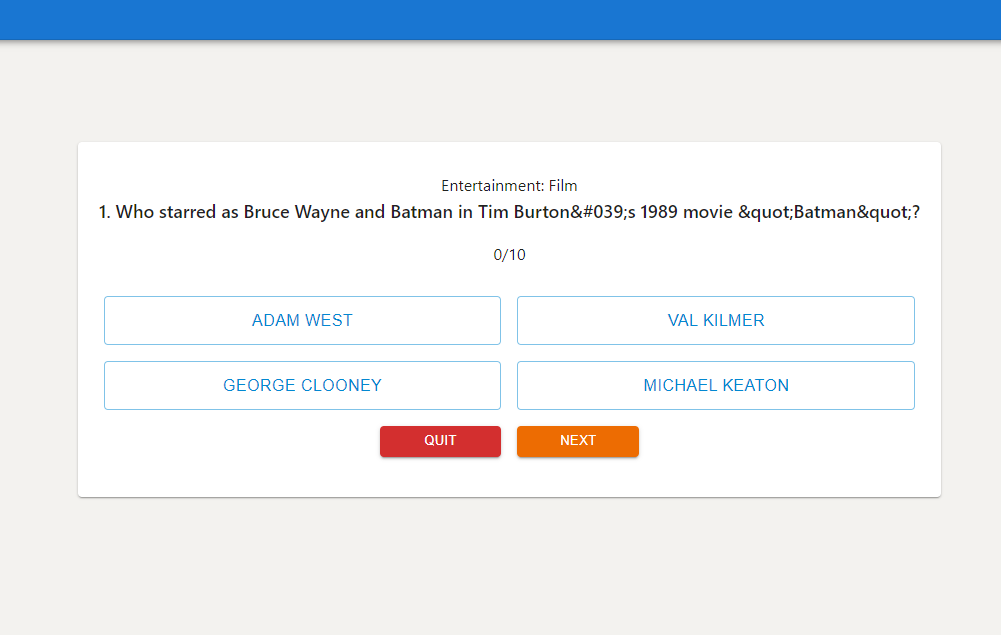 Entertainment: Film
1. Who starred as Bruce Wayne and Batman in Tim Burton&#039;s 1989 movie &quot;Batman&quot;?
0/10
ADAM WEST
VAL KILMER
GEORGE CLOONEY
MICHAEL KEATON
QUIT
NEXT